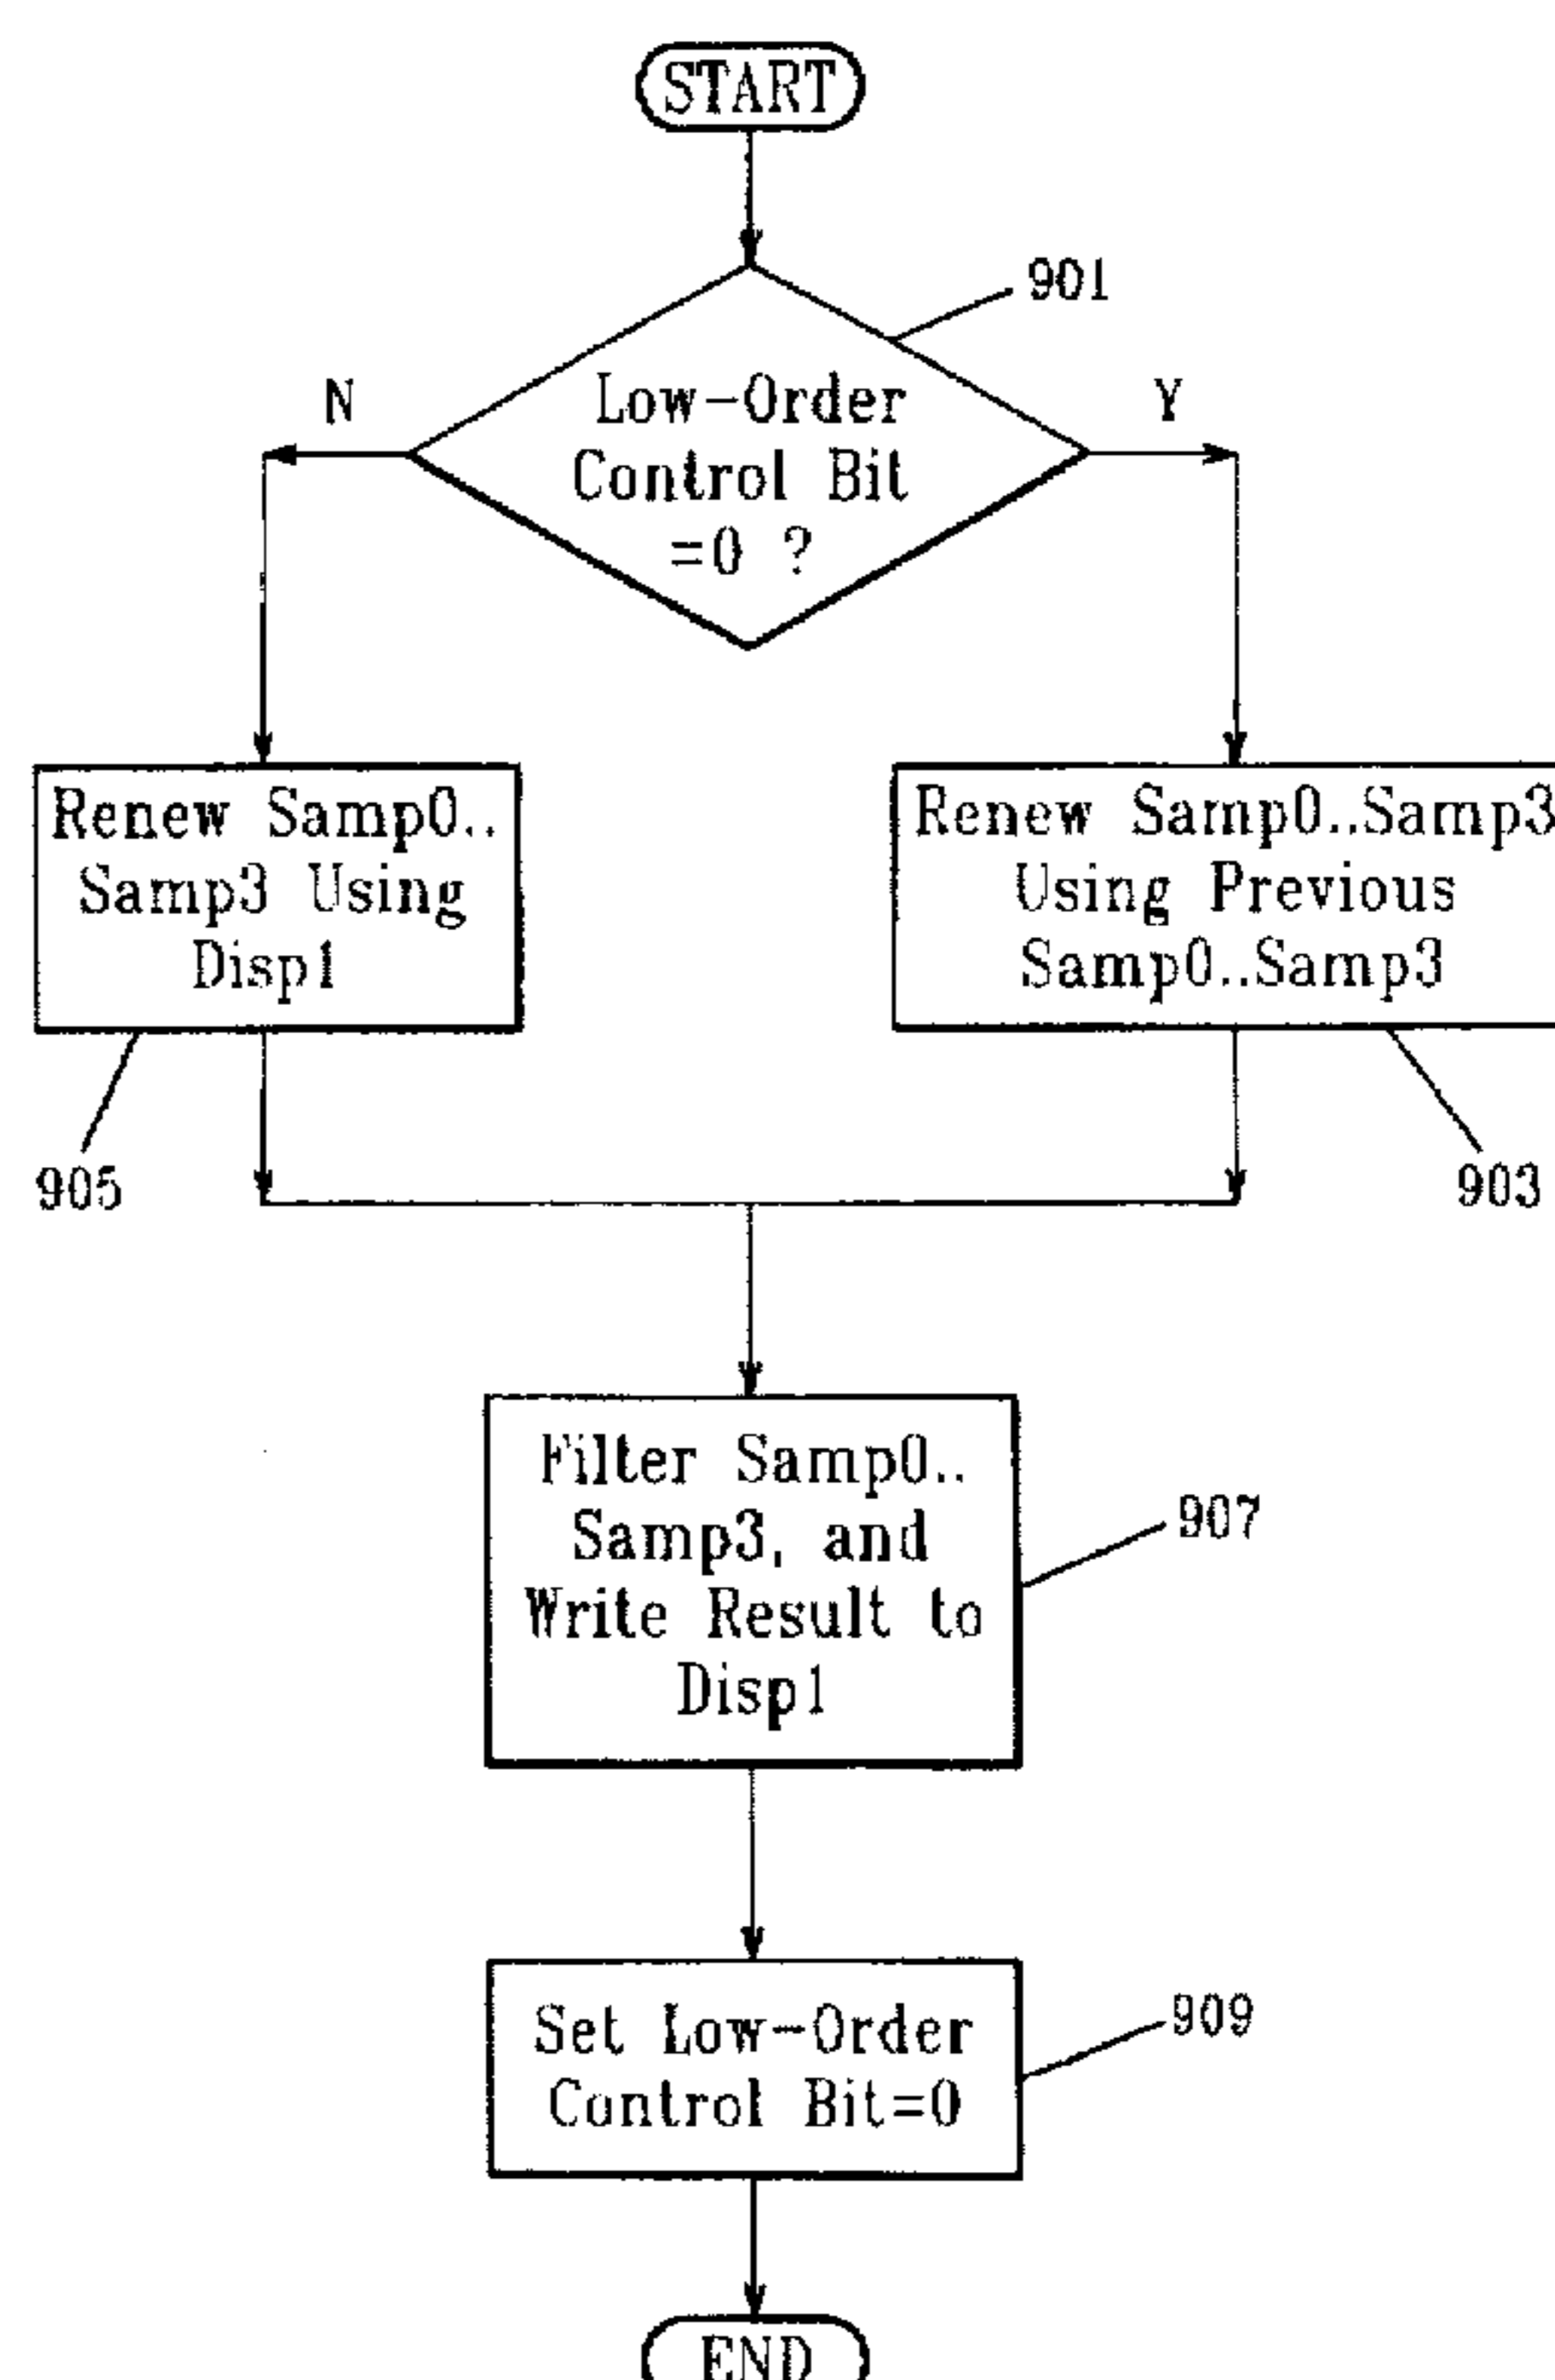 START
901
N
Y
Low-Order
Control Bit
=0 ?
Renew Samp0..
Samp3 Using
Disp1
Renew Samp0..Samp3
Using Previous
Samp0..Samp3
905
903
Filter Samp0..
Samp3, and
Write Result to
Disp1
907
Set Low-Order
Control Bit=0
909
END